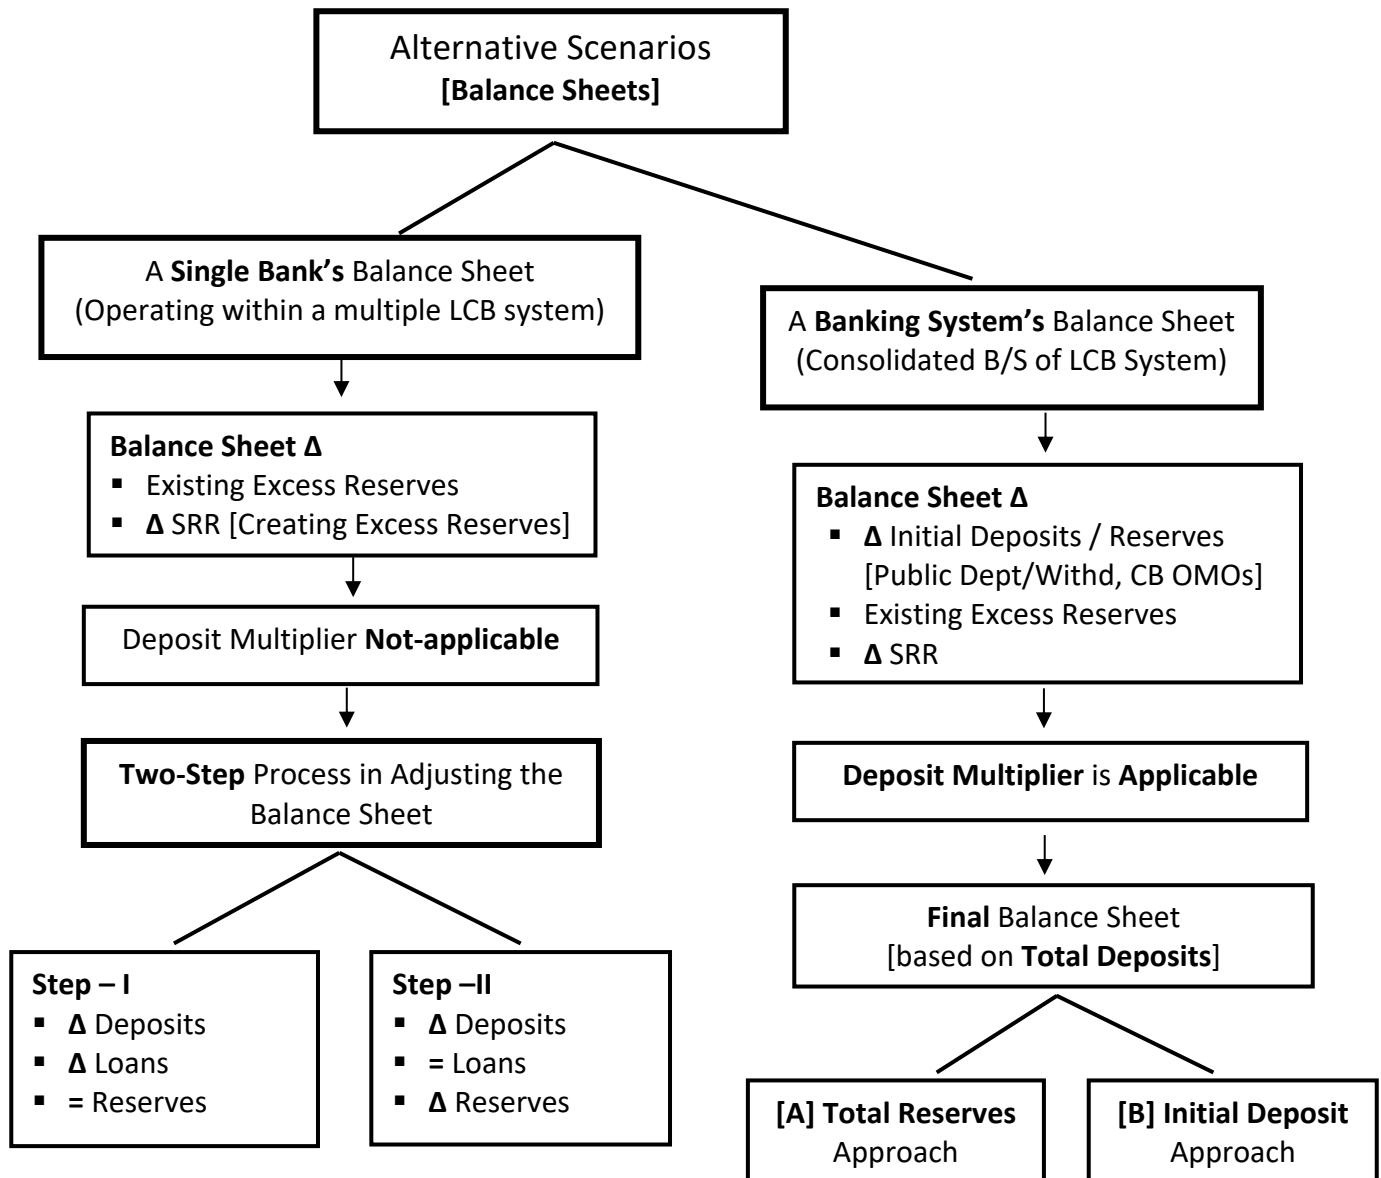 Alternative Scenarios
[Balance Sheets]
A Single Bank's Balance Sheet
(Operating within a multiple LCB system)
Balance Sheet Δ
▪ Existing Excess Reserves
▪ Δ SRR [Creating Excess Reserves]
Deposit Multiplier Not-applicable
Two-Step Process in Adjusting the
Balance Sheet
Step – I
▪ Δ Deposits
▪ Δ Loans
▪ = Reserves
Step –II
▪ Δ Deposits
▪ = Loans
▪ Δ Reserves
A Banking System's Balance Sheet
(Consolidated B/S of LCB System)
Balance Sheet Δ
▪ Δ Initial Deposits / Reserves
[Public Dept/Withd, CB OMOs]
▪ Existing Excess Reserves
▪ Δ SRR
Deposit Multiplier is Applicable
Final Balance Sheet
[based on Total Deposits]
[A] Total Reserves
Approach
[B] Initial Deposit
Approach